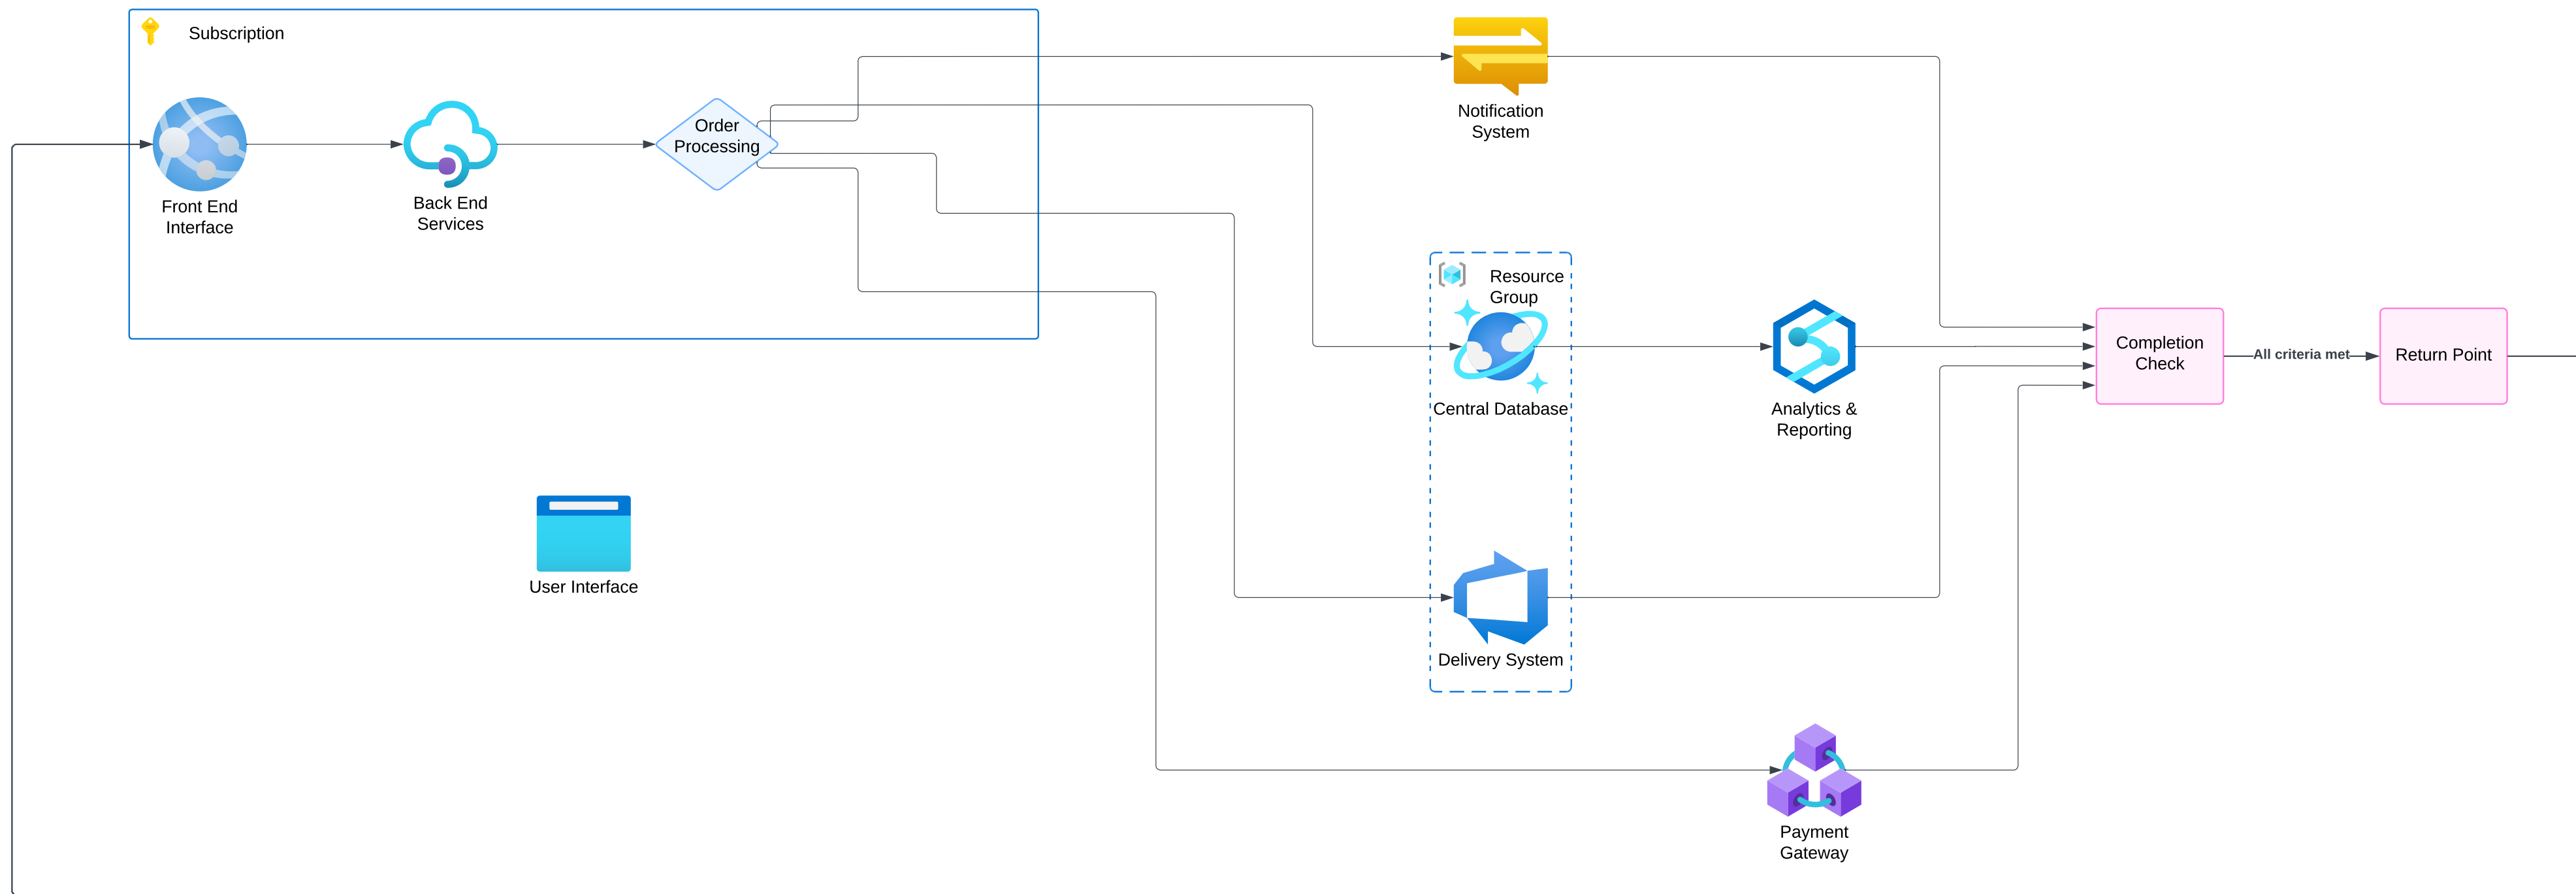 Subscription
Front End
Interface
Back End
Services
Order
Processing
Notification
System
Resource
Group
Central Database
Analytics &
Reporting
Completion
Check
All criteria met
Return Point
User Interface
Delivery System
Payment
Gateway